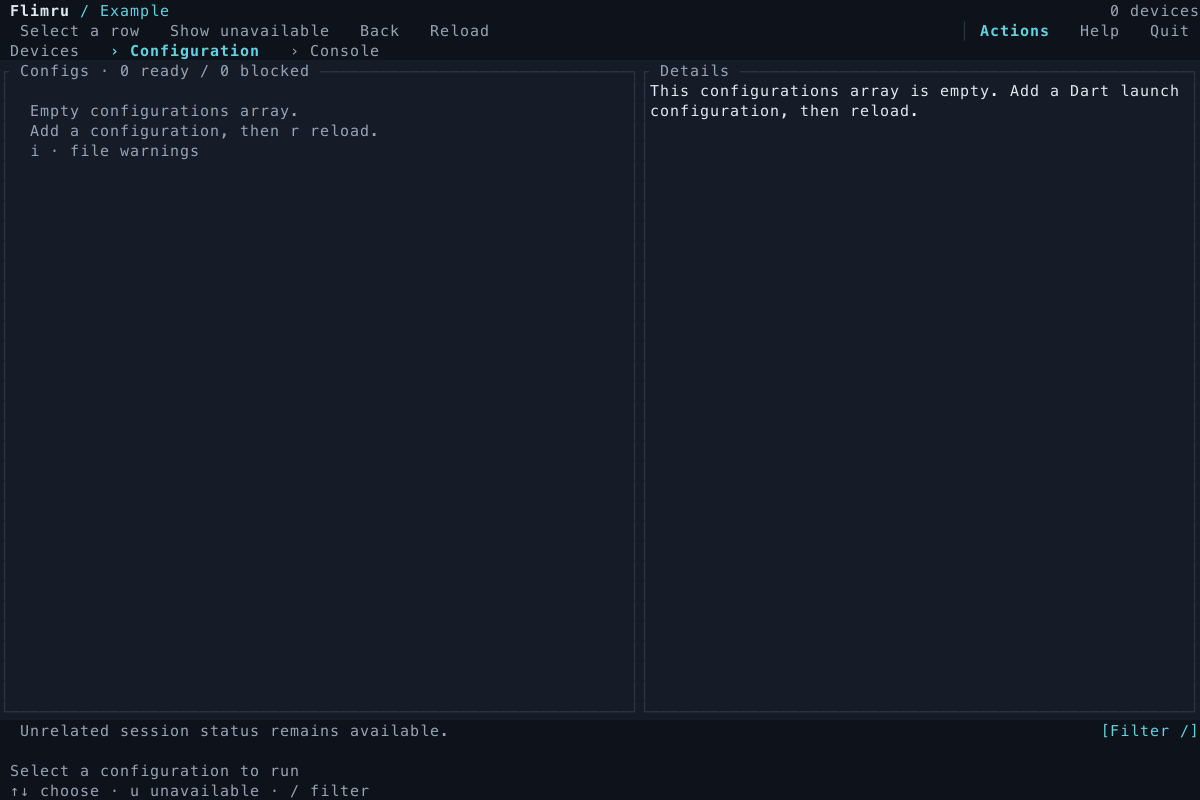 Flimru / Example 0 devices
Select a row Show unavailable Back Reload │ Actions Help Quit
Devices › Configuration › Console
Configs · 0 ready / 0 blocked Details
Empty configurations array.
Add a configuration, then r reload.
i · file warnings
This configurations array is empty. Add a Dart launch
configuration, then reload.
Unrelated session status remains available. [Filter /]
Select a configuration to run
↑↓ choose · u unavailable · / filter